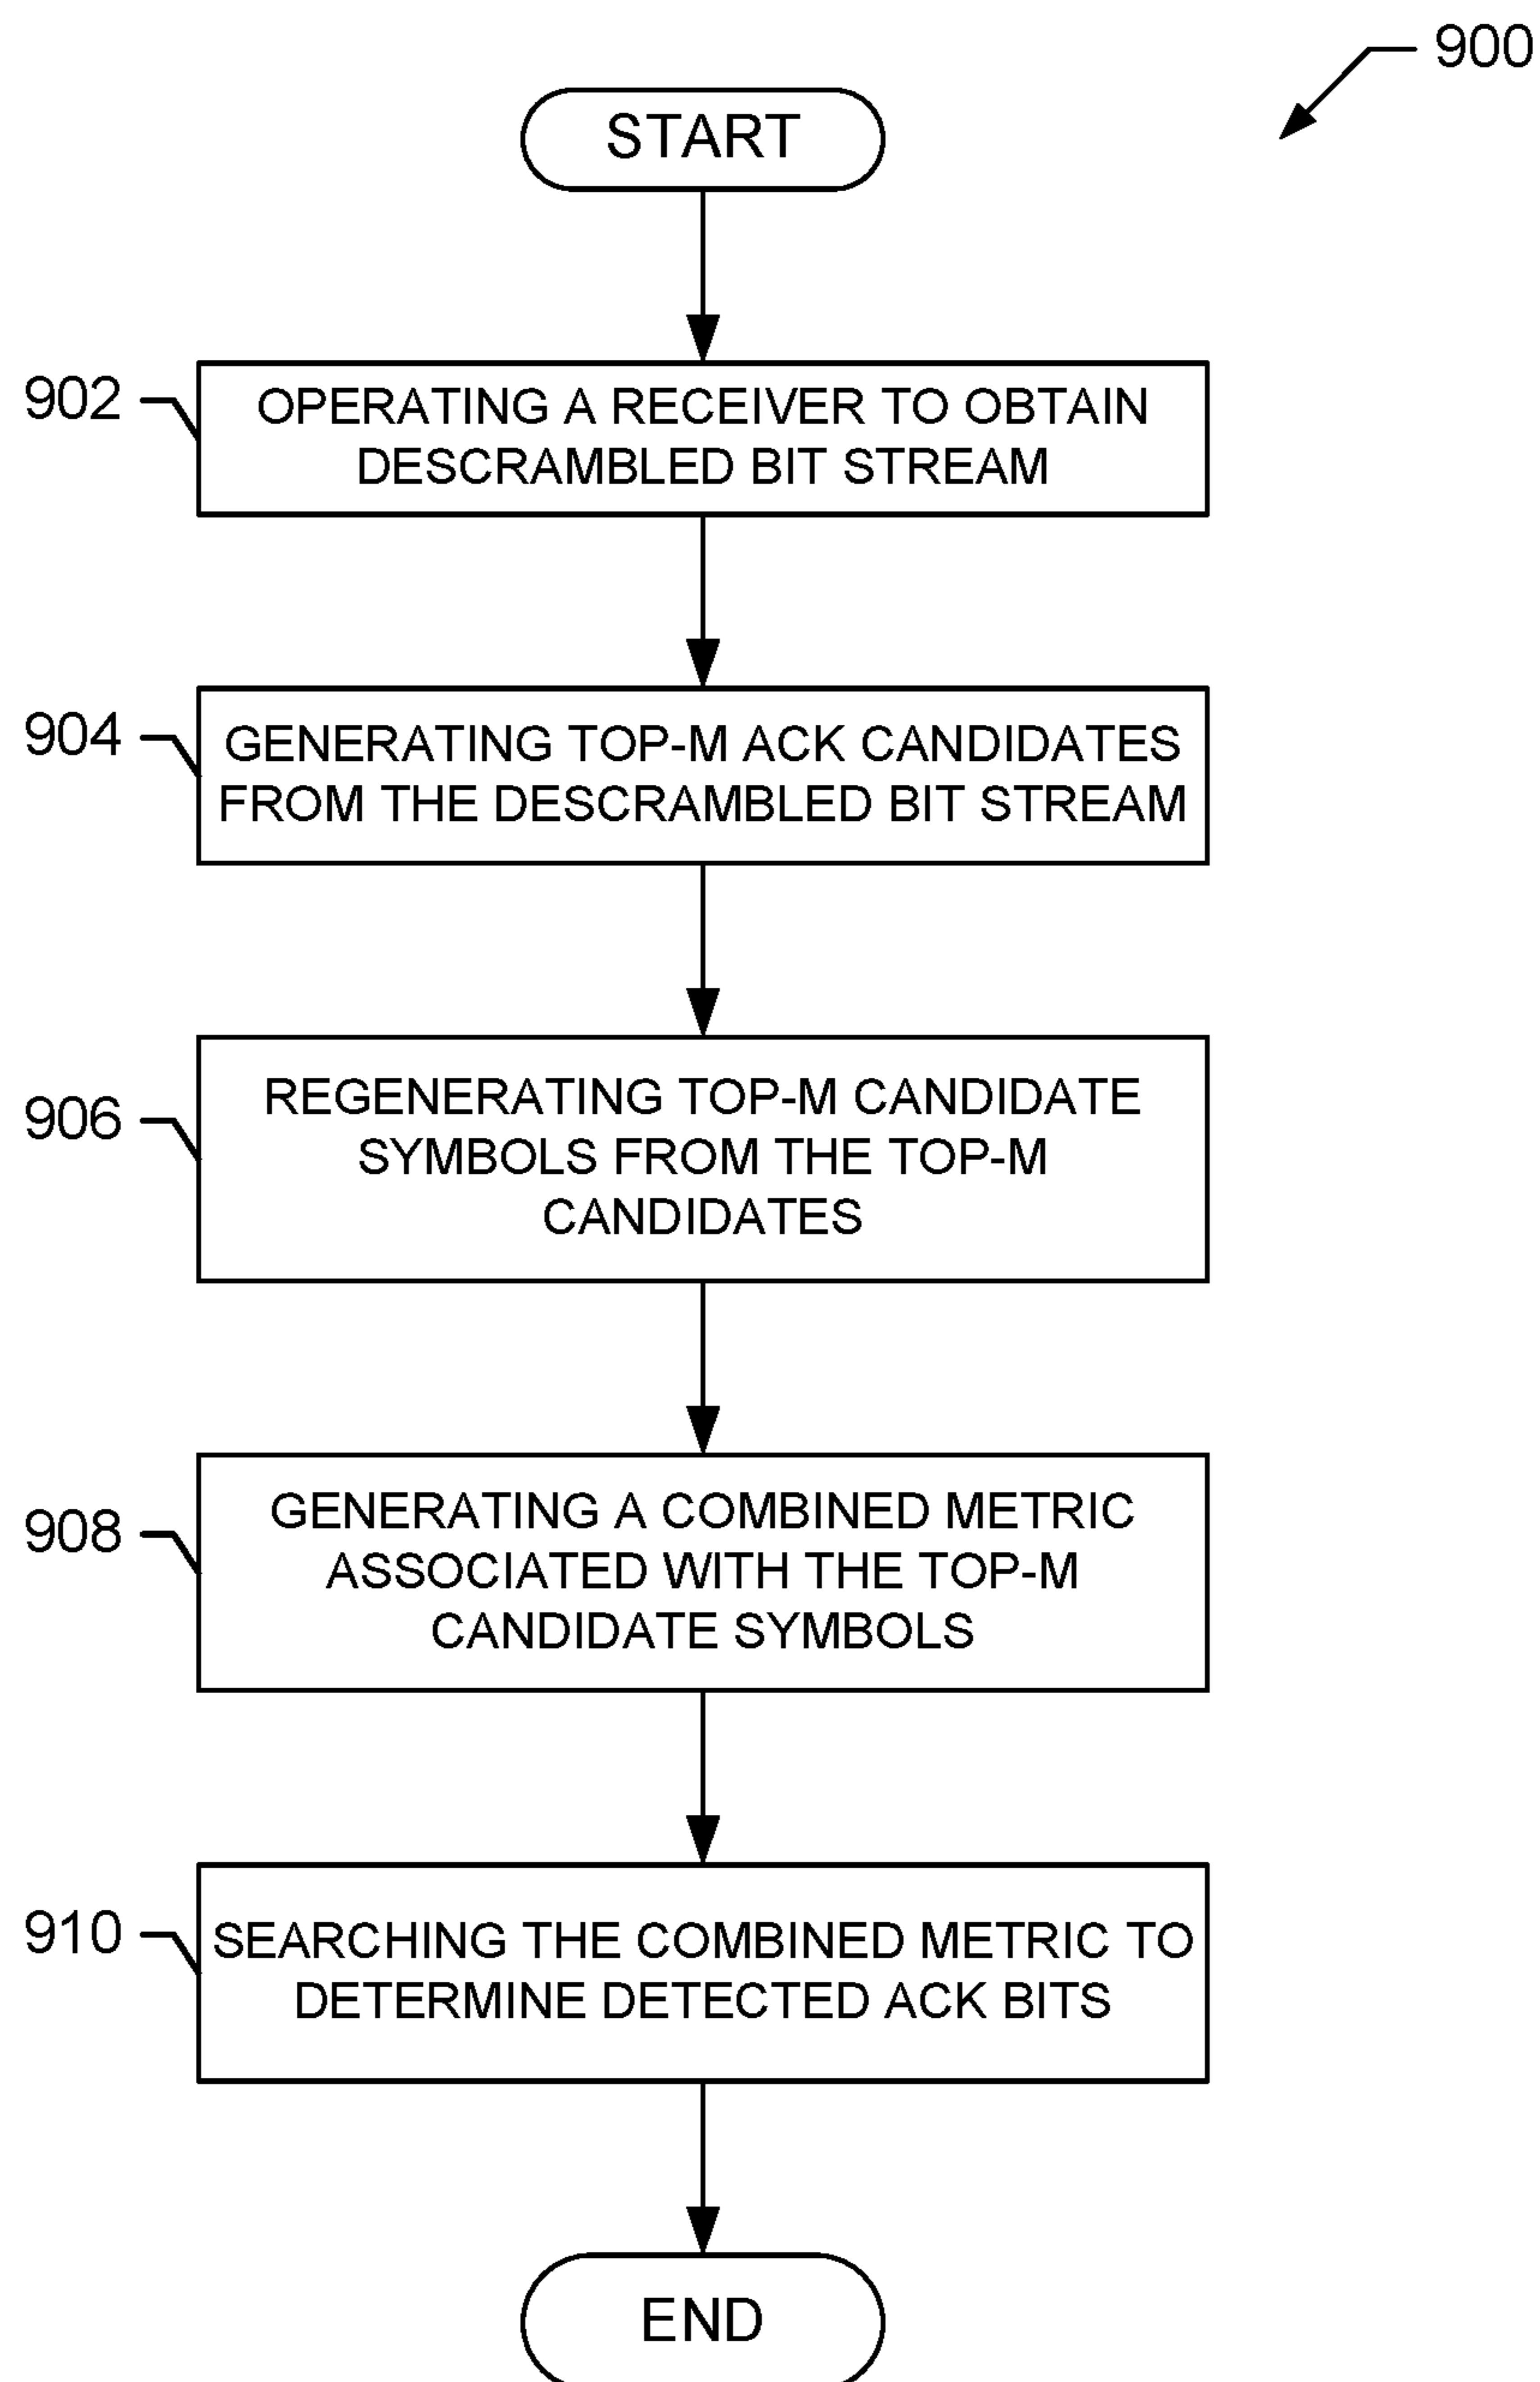 900
START
902
OPERATING A RECEIVER TO OBTAIN
DESCRAMBLED BIT STREAM
904
GENERATING TOP-M ACK CANDIDATES
FROM THE DESCRAMBLED BIT STREAM
906
REGENERATING TOP-M CANDIDATE
SYMBOLS FROM THE TOP-M
CANDIDATES
908
GENERATING A COMBINED METRIC
ASSOCIATED WITH THE TOP-M
CANDIDATE SYMBOLS
910
SEARCHING THE COMBINED METRIC TO
DETERMINE DETECTED ACK BITS
END